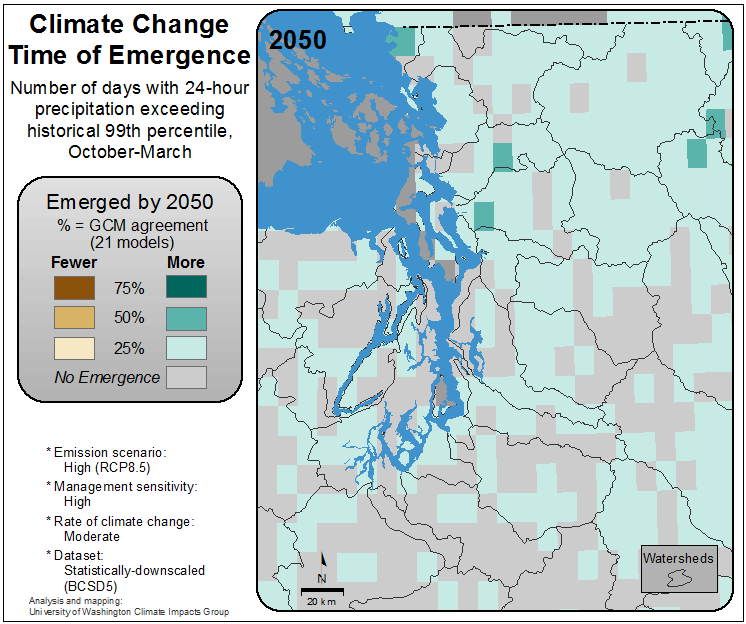 Climate Change
Time of Emergence
Number of days with 24-hour
precipitation exceeding
historical 99th percentile,
October-March
Emerged by 2050
% = GCM agreement
(21 models)
Fewer More
75%
50%
25%
No Emergence
* Emission scenario:
High (RCP8.5)
* Management sensitivity:
High
* Rate of climate change:
Moderate
* Dataset:
Statistically-downscaled
(BCSD5)
Analysis and mapping:
University of Washington Climate Impacts Group
2050
N
20 km
Watersheds